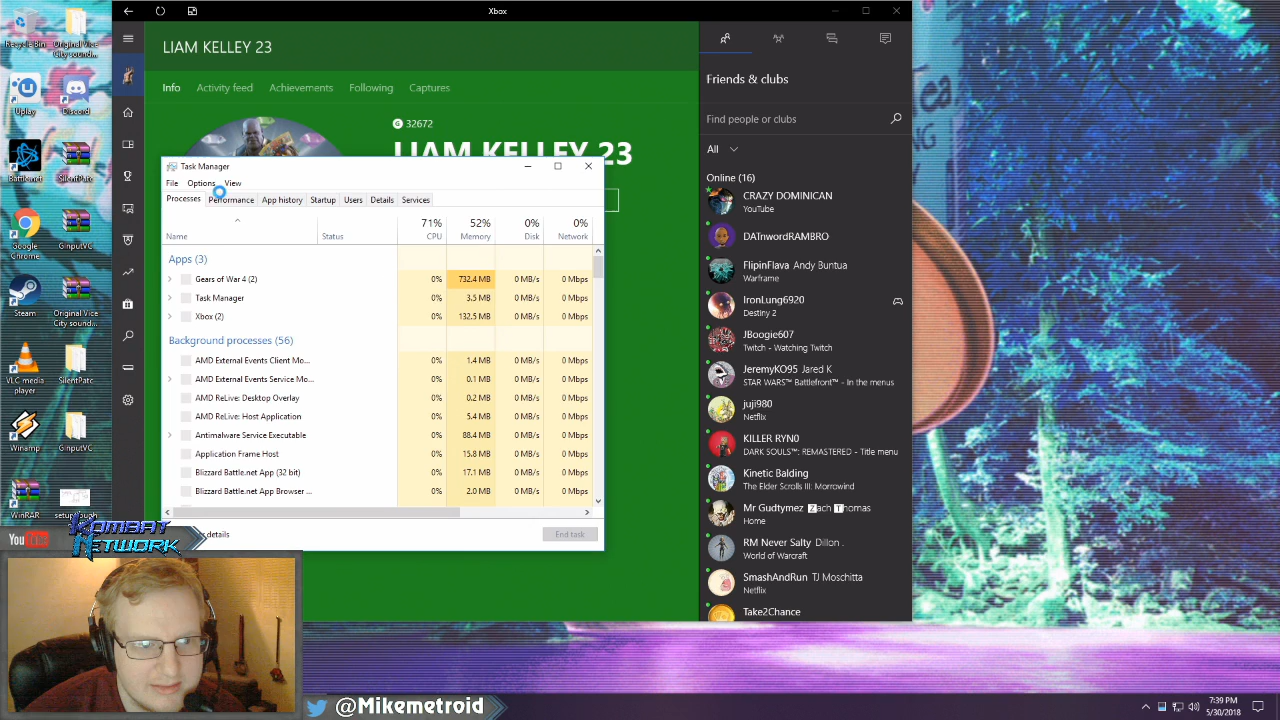 Xbox
Recycle Bin
Original Vice
City sound...
Uplay
Discord
SilentPatc
Google
Chrome
GinputVC
Steam
Original Vice
City sound...
VLC media
player
SilentPatc
Winamp
GinputVC
WinRAR
LIAM KELLEY 23
Info
Activity feed
Achievements
Following
Captures
G 32672
LIAM KELLEY 23
Task Manager
File
Options
View
Processes
Performance
App history
Startup
Users
Details
Services
71% 52% 0% 0%
Name Status CPU Memory Disk Network
Apps (3)
Gears of War 4 (2) 0% 732.4 MB 0 MB/s 0 Mbps
Task Manager 0% 3.5 MB 0 MB/s 0 Mbps
Xbox (2) 0% 132.5 MB 0 MB/s 0 Mbps
Background processes (56)
AMD External Events Client Mo... 0% 1.4 MB 0 MB/s 0 Mbps
AMD External Events Service Mo... 0% 0.1 MB 0 MB/s 0 Mbps
AMD ReLive: Desktop Overlay 0% 0.2 MB 0 MB/s 0 Mbps
AMD ReLive: Host Application 0% 5.4 MB 0 MB/s 0 Mbps
Antimalware Service Executable 0% 88.4 MB 0 MB/s 0 Mbps
Application Frame Host 0% 15.8 MB 0 MB/s 0 Mbps
Blizzard Battle.net App (32 bit) 0% 17.1 MB 0 MB/s 0 Mbps
Blizzard Battle.net App Browser ... 0% 2.0 MB 0 MB/s 0 Mbps
details
End task
Friends & clubs
Find people or clubs
All
Online (16)
CRAZY DOMINICAN
YouTube
DATnwordRAMBRO
FlipinFlava Andy Buntua
Warframe
IronLung6920
Destiny 2
JBoogie607
Twitch - Watching Twitch
JeremyKO95 Jared K
STAR WARS™ Battlefront™ - In the menus
juji980
Netflix
KILLER RYN0
DARK SOULS™: REMASTERED - Title menu
Kinetic Balding
The Elder Scrolls III: Morrowind
Mr Gudtymez Zach Thomas
Home
RM Never Salty Dillon .
World of Warcraft
SmashAndRun TJ Moschitta
Netflix
Take2Chance
YouTube
KOMBAT
NETWORK
@Mikemetroid
7:39 PM
5/30/2018